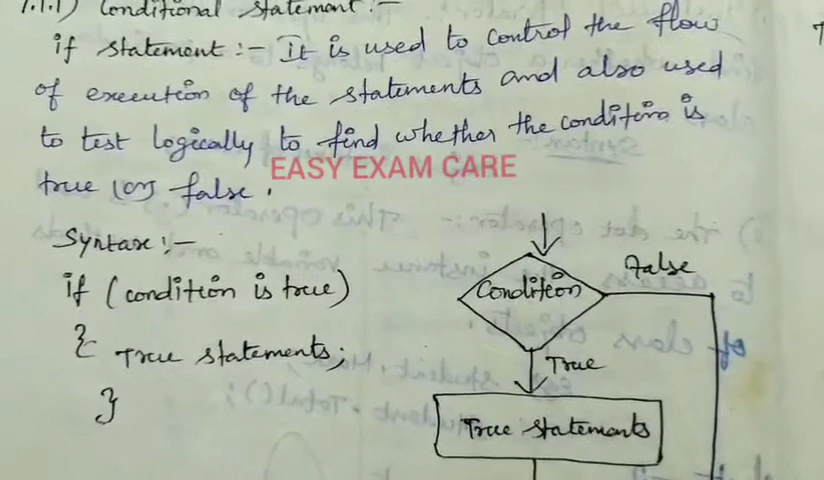 1.1.1) Conditional statement :-
if statement :- It is used to control the flow
of execution of the statements and also used
to test logically to find whether the condition is
EASY EXAM CARE
true (or) false.
Syntax :-
if (condition is true)
{ True statements;
}
Condition
False
True
True statements